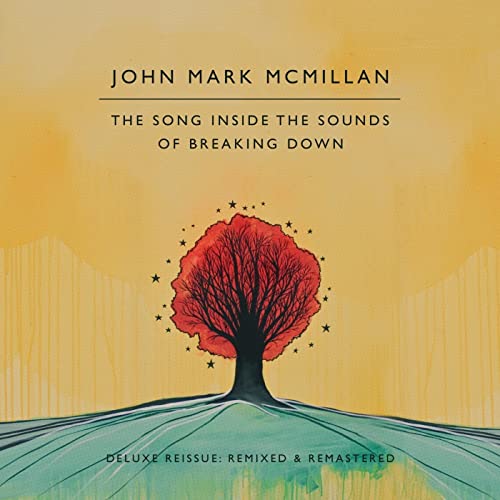 JOHN MARK MCMILLAN
THE SONG INSIDE THE SOUNDS
OF BREAKING DOWN
DELUXE REISSUE: REMIXED & REMASTERED